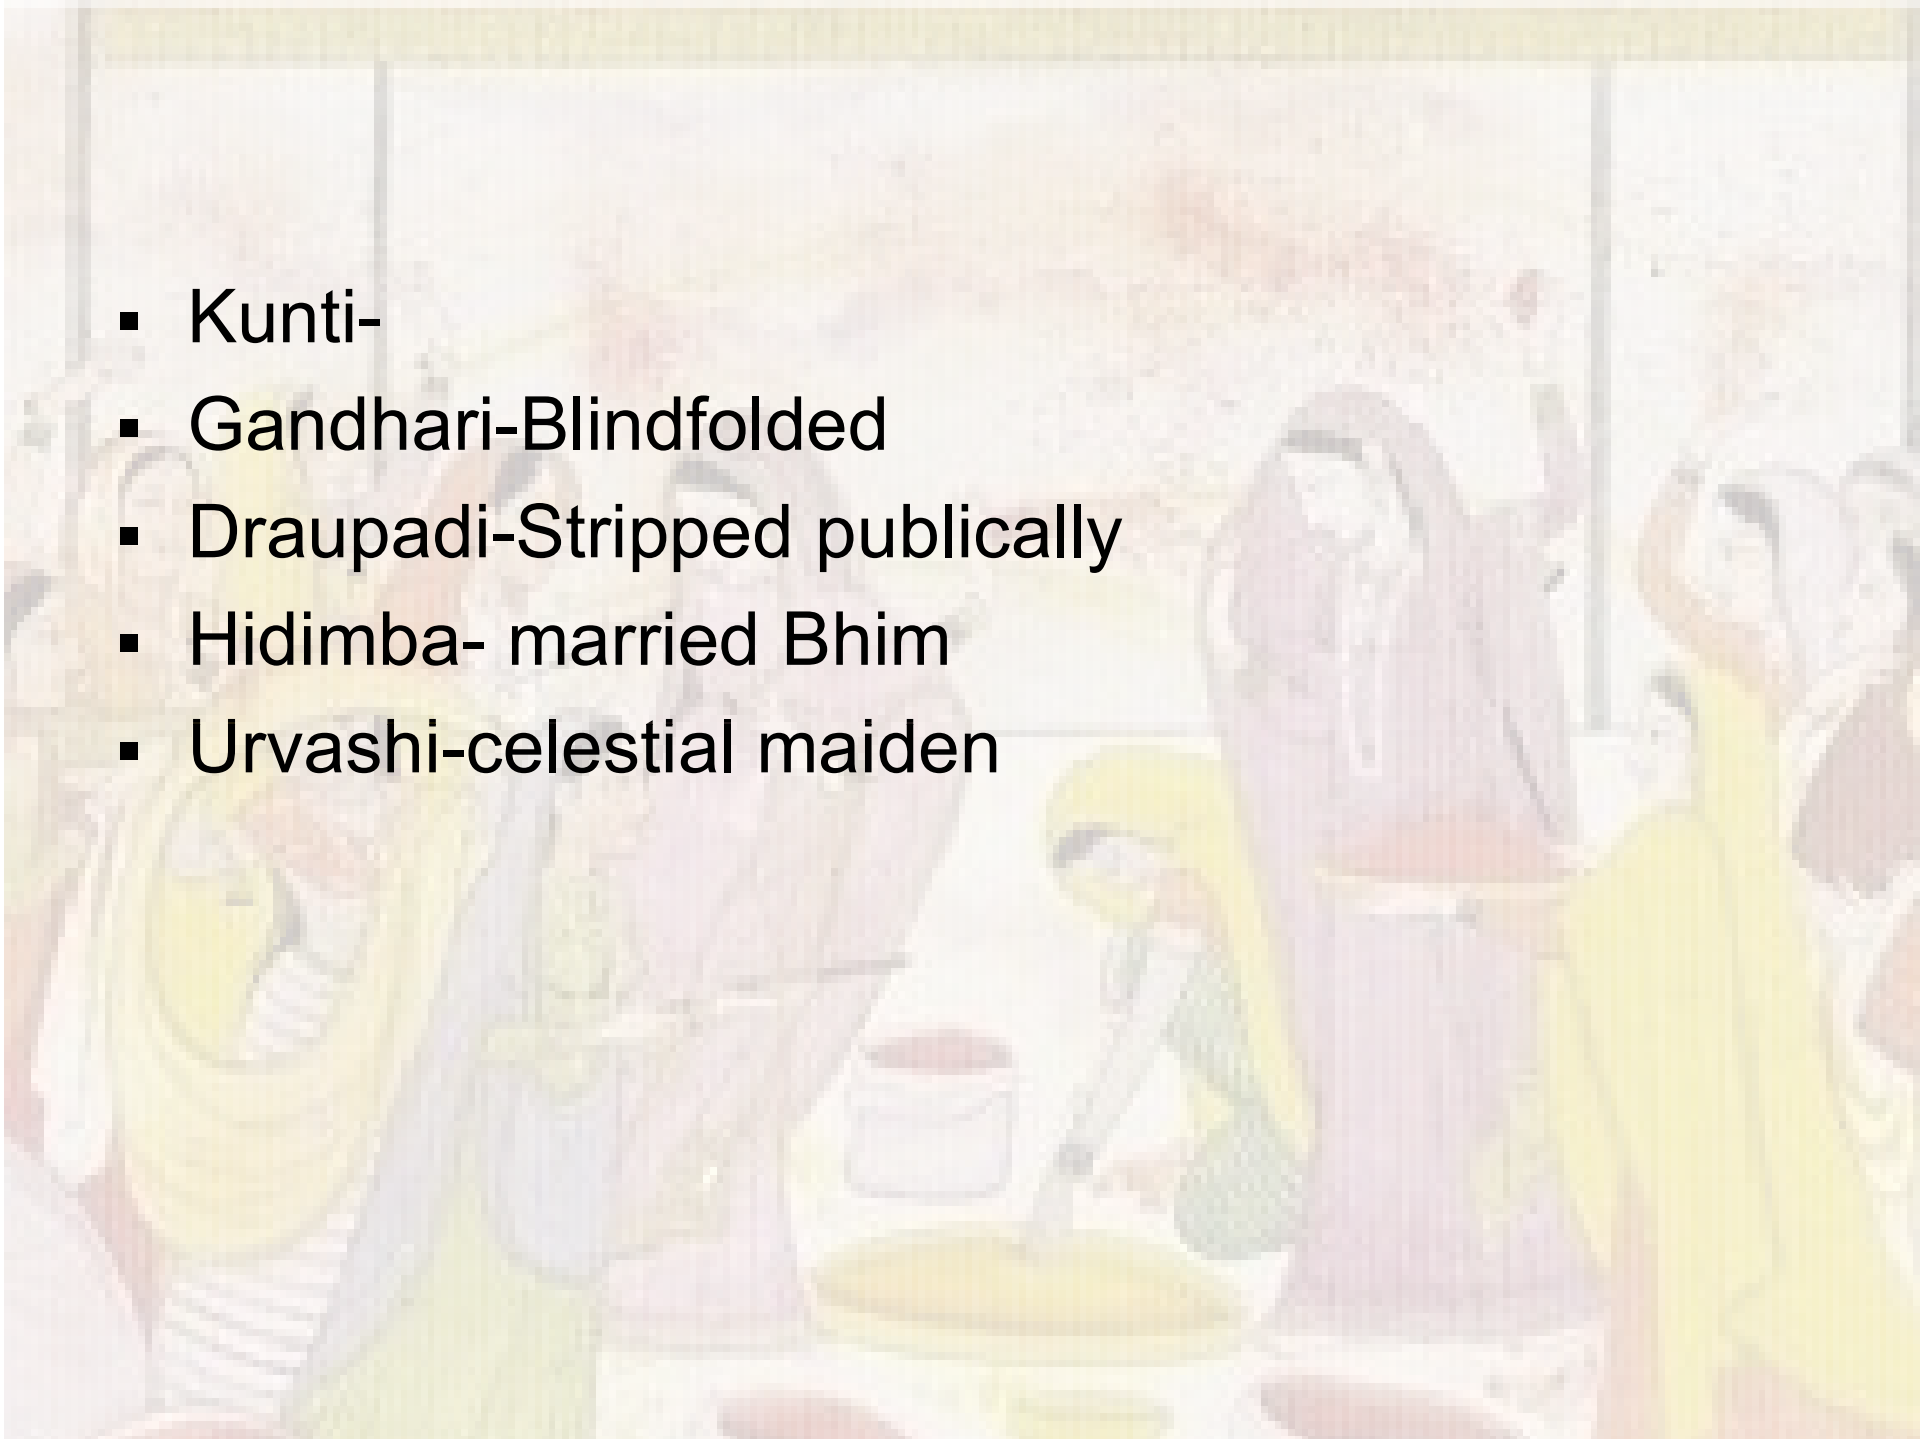 ▪ Kunti-
▪ Gandhari-Blindfolded
▪ Draupadi-Stripped publically
▪ Hidimba- married Bhim
▪ Urvashi-celestial maiden